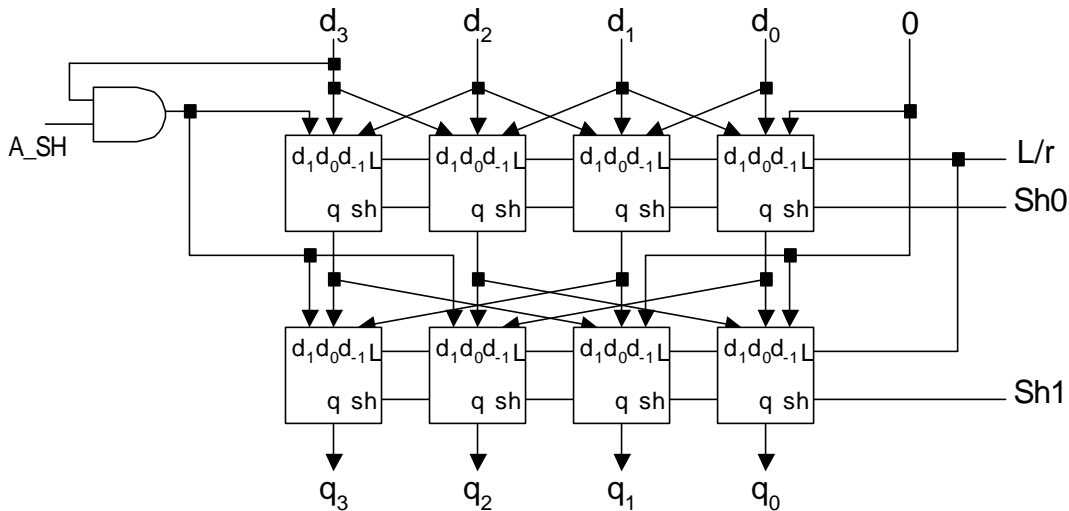 d₃ d₂ d₁ d₀ 0
A_SH
d₁d₀d₋₁L d₁d₀d₋₁L d₁d₀d₋₁L d₁d₀d₋₁L L/r
q sh q sh q sh q sh Sh0
d₁d₀d₋₁L d₁d₀d₋₁L d₁d₀d₋₁L d₁d₀d₋₁L
q sh q sh q sh q sh Sh1
q₃ q₂ q₁ q₀